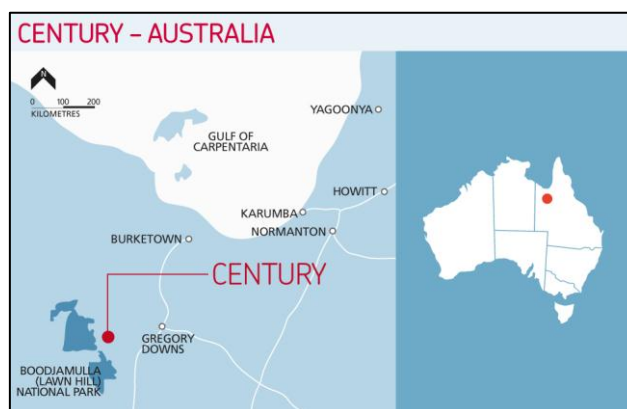 CENTURY – AUSTRALIA
N
0 100 200
KILOMETRES
YAGOONYA
GULF OF
CARPENTARIA
HOWITT
KARUMBA
NORMANTON
BURKETOWN
CENTURY
GREGORY
DOWNS
BOODJAMULLA
(LAWN HILL)
NATIONAL PARK